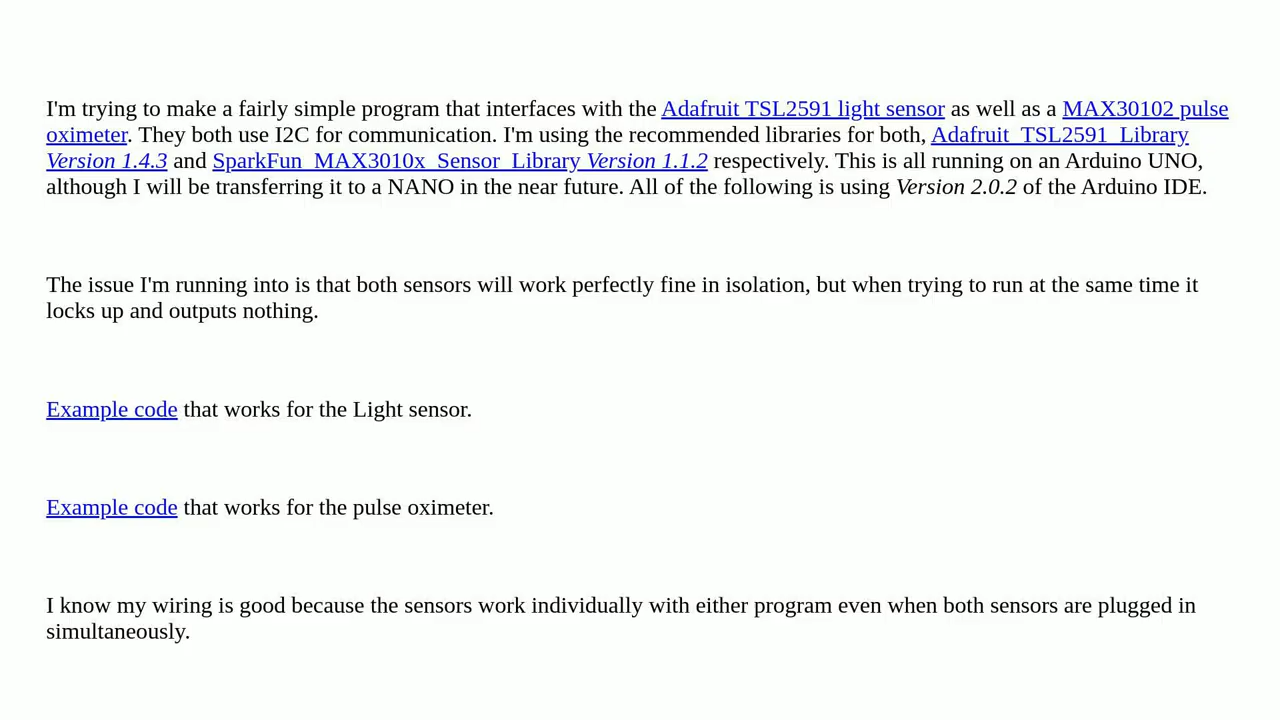 I'm trying to make a fairly simple program that interfaces with the Adafruit TSL2591 light sensor as well as a MAX30102 pulse
oximeter. They both use I2C for communication. I'm using the recommended libraries for both, Adafruit_TSL2591_Library
Version 1.4.3 and SparkFun_MAX3010x_Sensor_Library Version 1.1.2 respectively. This is all running on an Arduino UNO,
although I will be transferring it to a NANO in the near future. All of the following is using Version 2.0.2 of the Arduino IDE.
The issue I'm running into is that both sensors will work perfectly fine in isolation, but when trying to run at the same time it
locks up and outputs nothing.
Example code that works for the Light sensor.
Example code that works for the pulse oximeter.
I know my wiring is good because the sensors work individually with either program even when both sensors are plugged in
simultaneously.